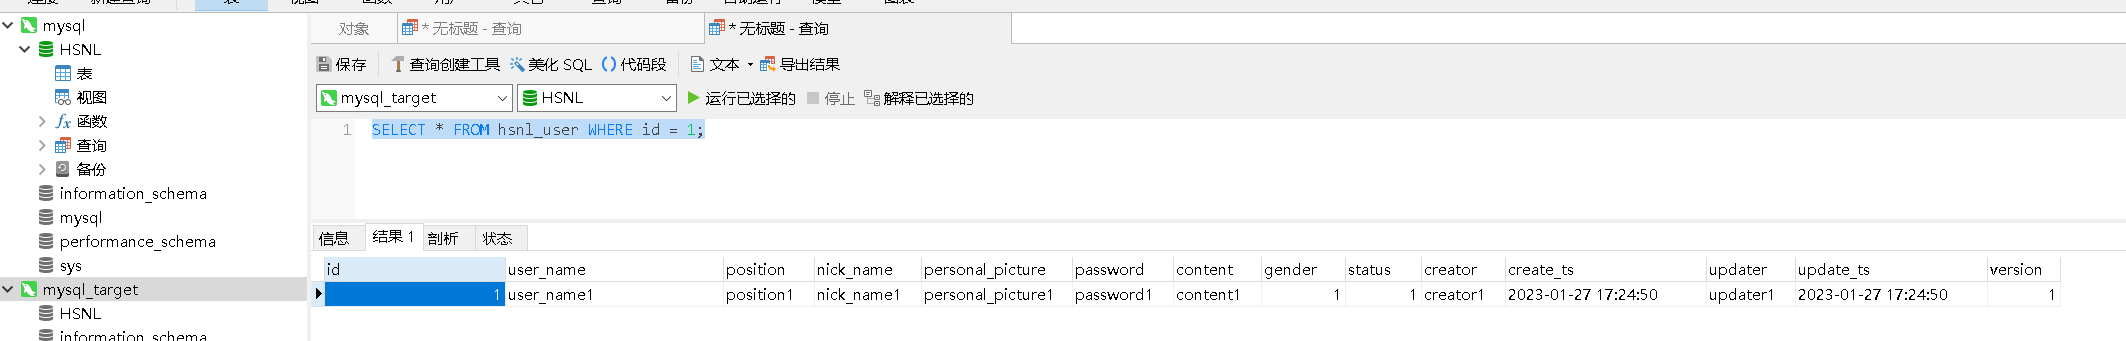 mysql
HSNL
表
视图
函数
查询
备份
information_schema
mysql
performance_schema
sys
mysql_target
HSNL
information_schema
对象 * 无标题 - 查询 * 无标题 - 查询
保存 查询创建工具 美化 SQL () 代码段 文本 导出结果
mysql_target HSNL 运行已选择的 停止 解释已选择的
1 SELECT * FROM hsnl_user WHERE id = 1;
信息 结果 1 剖析 状态
id user_name position nick_name personal_picture password content gender status creator create_ts updater update_ts version
1 user_name1 position1 nick_name1 personal_picture1 password1 content1 1 1 creator1 2023-01-27 17:24:50 updater1 2023-01-27 17:24:50 1